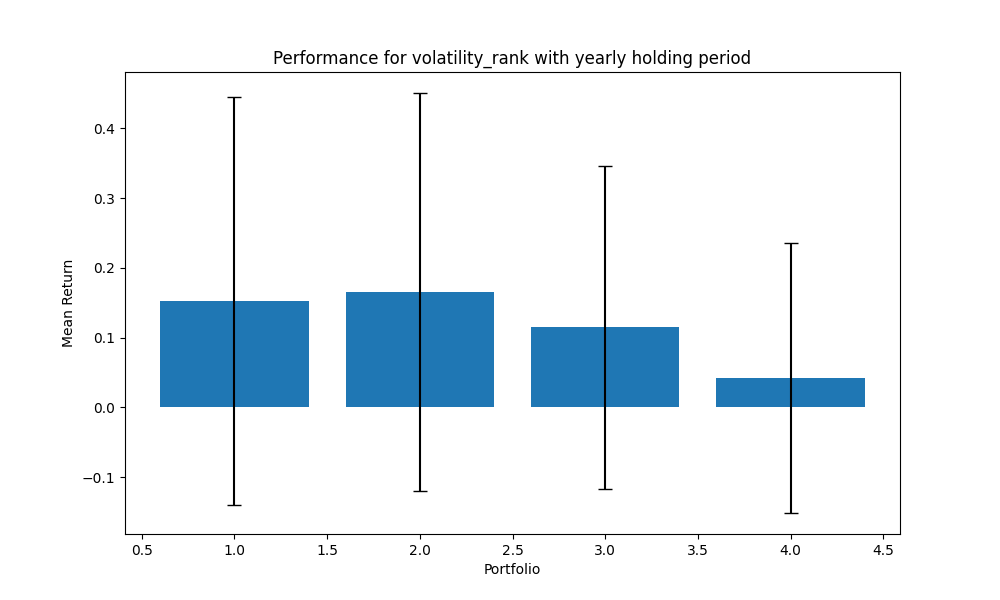 Performance for volatility_rank with yearly holding period
Mean Return
0.4
0.3
0.2
0.1
0.0
−0.1
0.5 1.0 1.5 2.0 2.5 3.0 3.5 4.0 4.5
Portfolio